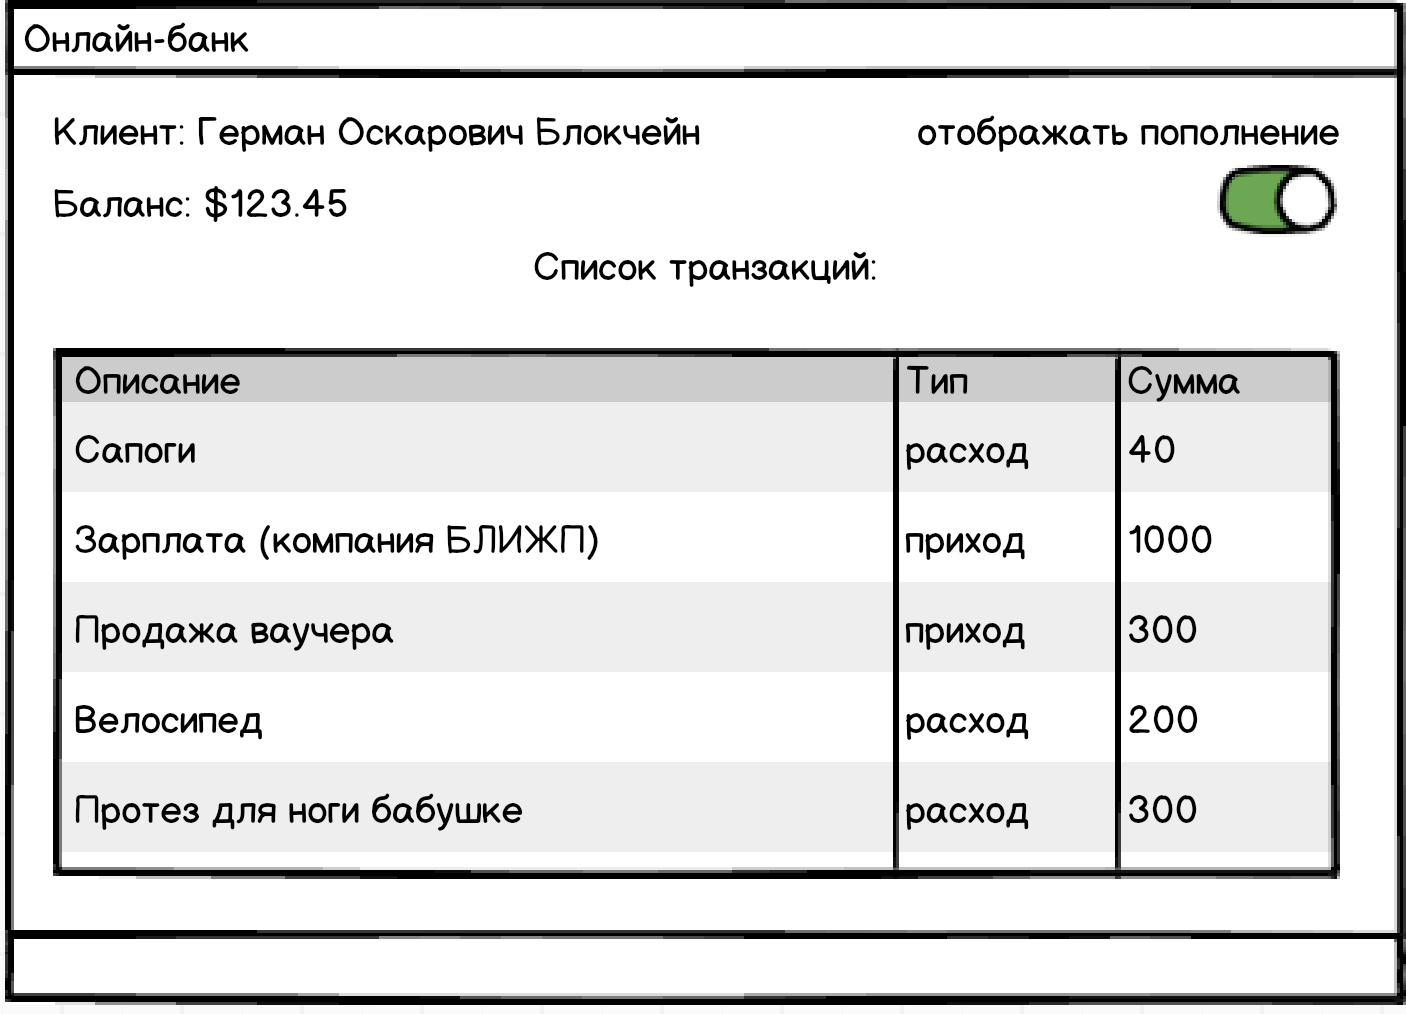 Онлайн-банк
Клиент: Герман Оскарович Блокчейн
отображать пополнение
Баланс: $123.45
Список транзакций:
Описание Тип Сумма
Сапоги расход 40
Зарплата (компания БЛИЖП) приход 1000
Продажа ваучера приход 300
Велосипед расход 200
Протез для ноги бабушке расход 300